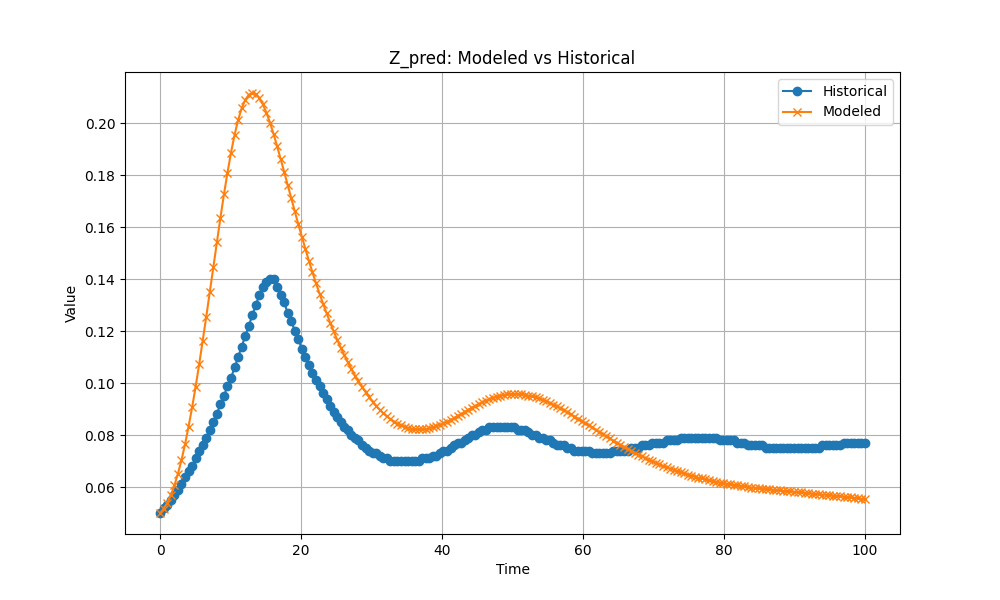 Z_pred: Modeled vs Historical
Historical
Modeled
Value
0.20
0.18
0.16
0.14
0.12
0.10
0.08
0.06
0 20 40 60 80 100
Time